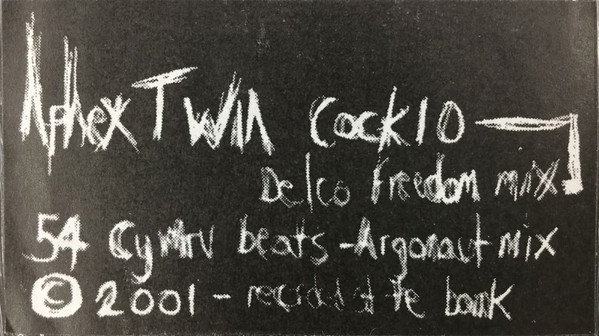 Aphex Twin Cock 10
Delco Freedom mix
54 Cymru beats - Argonaut mix
© 2001 - recorded at the bank